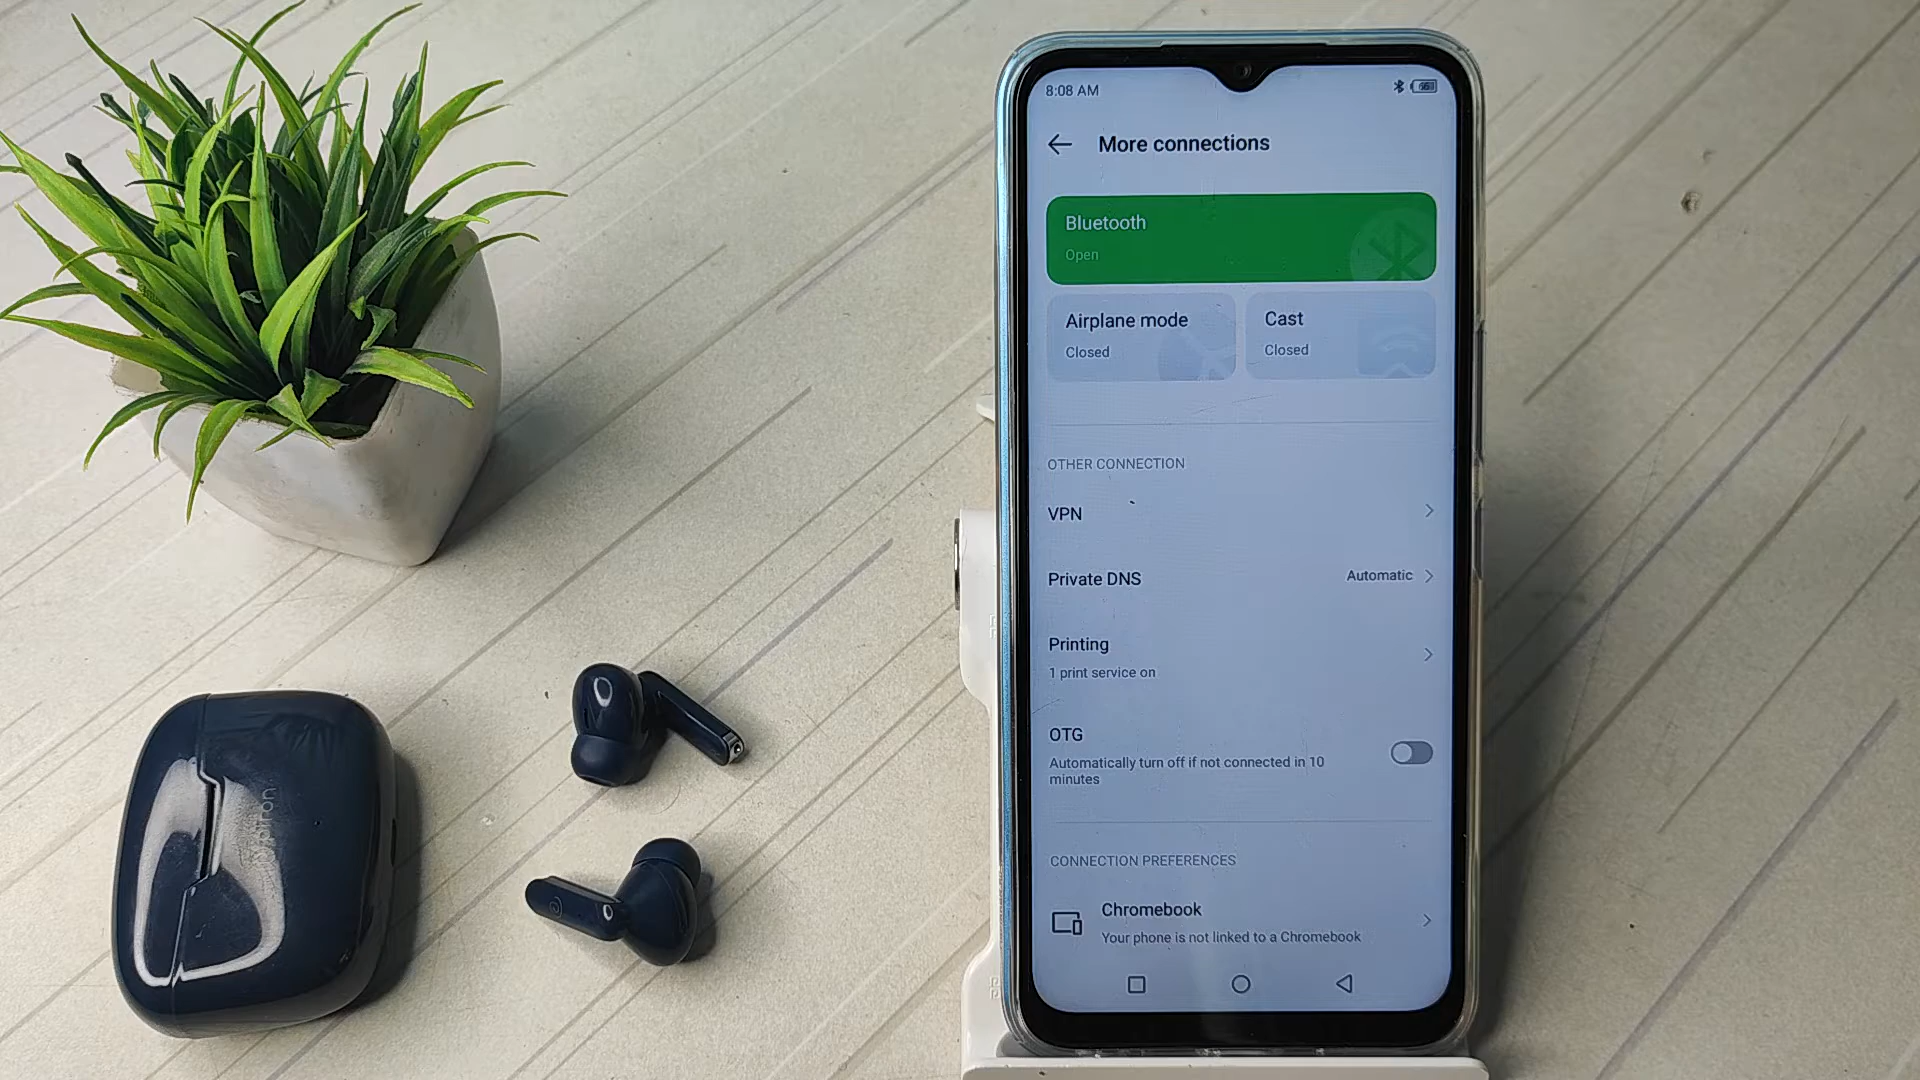 8:08 AM
More connections
Bluetooth
Open
Airplane mode
Closed
Cast
Closed
OTHER CONNECTION
VPN
Private DNS
Automatic
Printing
1 print service on
OTG
Automatically turn off if not connected in 10
minutes
CONNECTION PREFERENCES
Chromebook
Your phone is not linked to a Chromebook